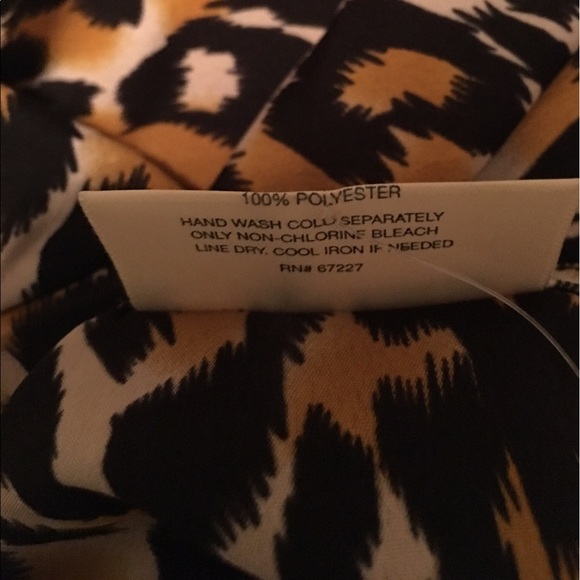 100% POLYESTER
HAND WASH COLD SEPARATELY
ONLY NON-CHLORINE BLEACH
LINE DRY. COOL IRON IF NEEDED
RN# 67227